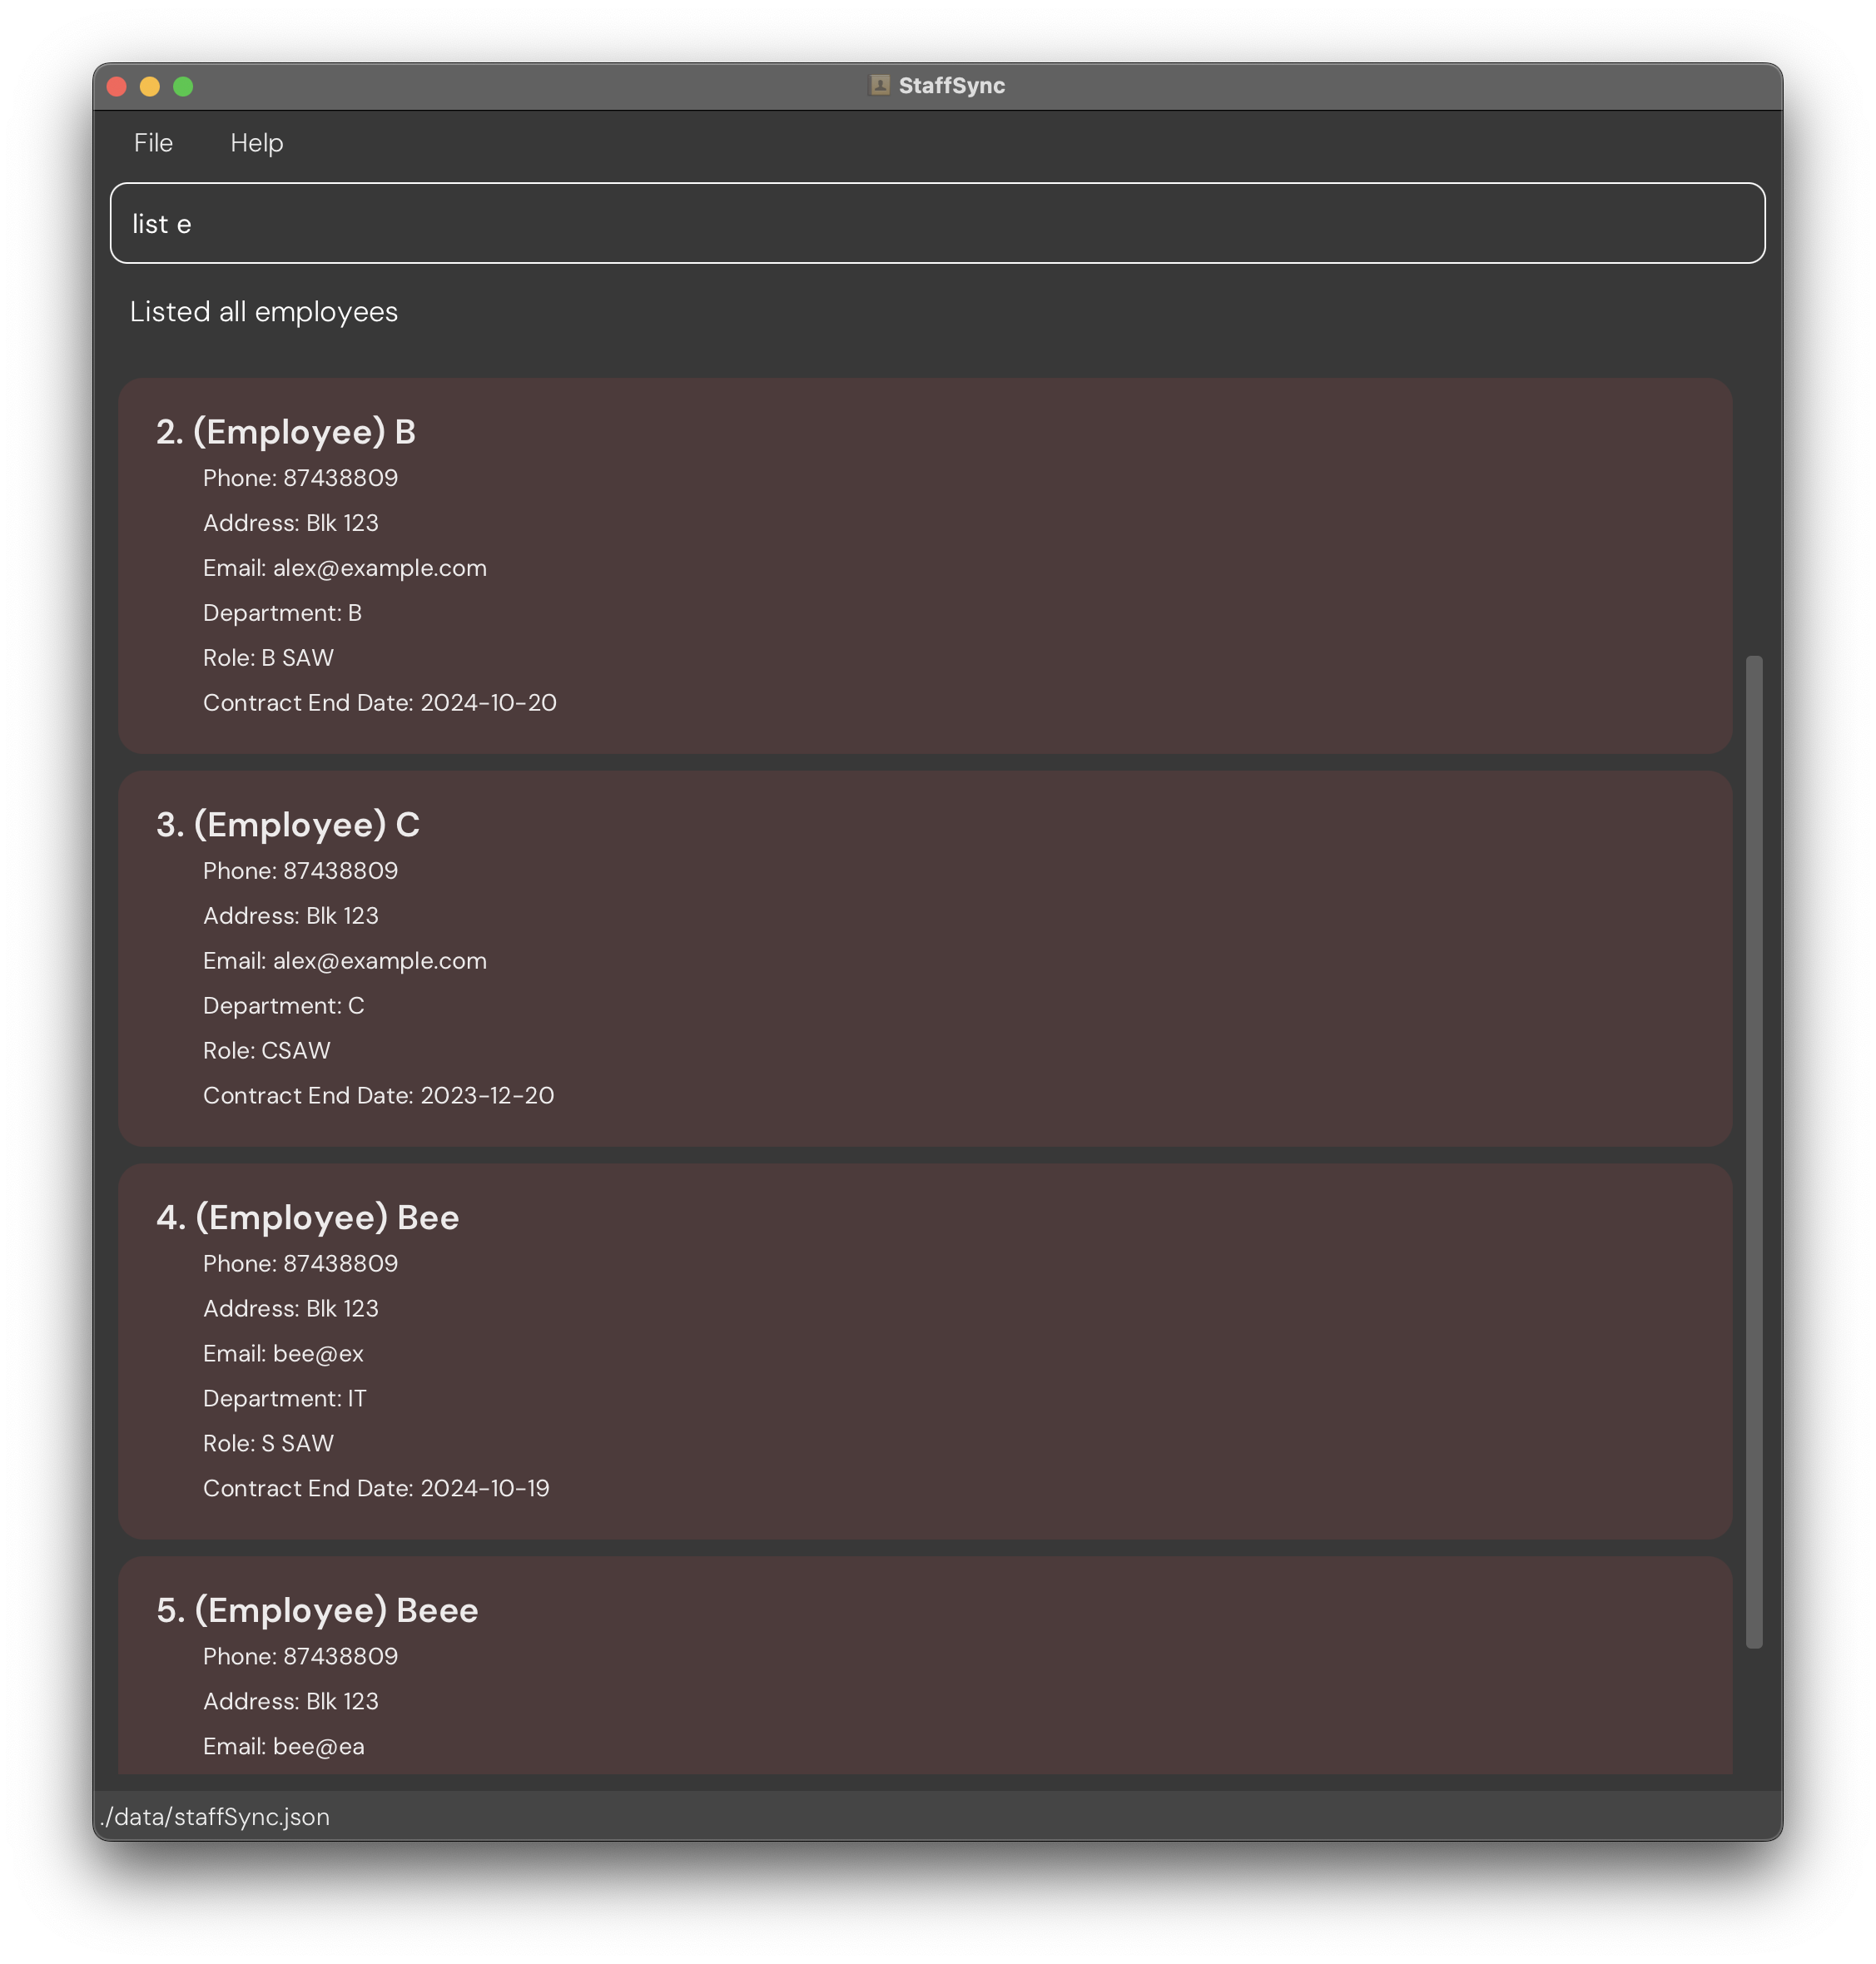 StaffSync
File Help
list e
Listed all employees
2. (Employee) B
Phone: 87438809
Address: Blk 123
Email: alex@example.com
Department: B
Role: B SAW
Contract End Date: 2024-10-20
3. (Employee) C
Phone: 87438809
Address: Blk 123
Email: alex@example.com
Department: C
Role: CSAW
Contract End Date: 2023-12-20
4. (Employee) Bee
Phone: 87438809
Address: Blk 123
Email: bee@ex
Department: IT
Role: S SAW
Contract End Date: 2024-10-19
5. (Employee) Beee
Phone: 87438809
Address: Blk 123
Email: bee@ea
./data/staffSync.json